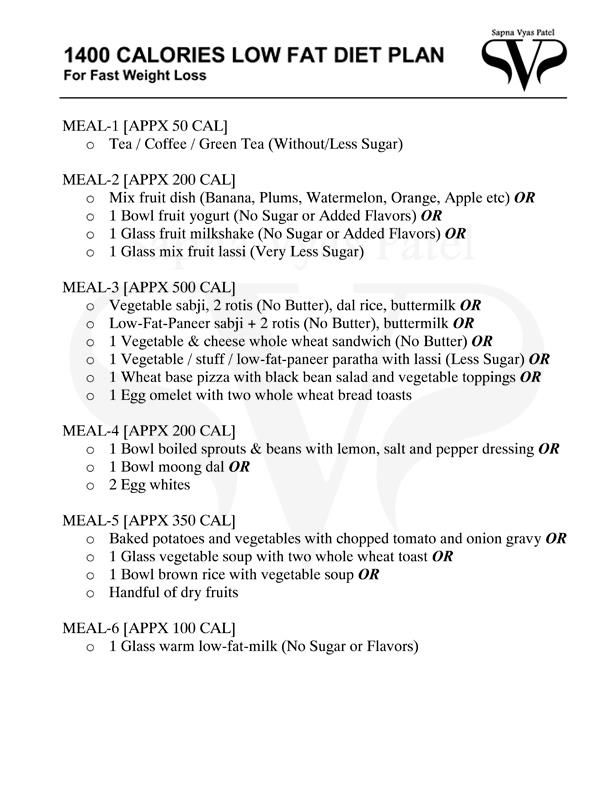 Sapna Vyas Patel
1400 CALORIES LOW FAT DIET PLAN
For Fast Weight Loss
MEAL-1 [APPX 50 CAL]
o Tea / Coffee / Green Tea (Without/Less Sugar)
MEAL-2 [APPX 200 CAL]
o Mix fruit dish (Banana, Plums, Watermelon, Orange, Apple etc) OR
o 1 Bowl fruit yogurt (No Sugar or Added Flavors) OR
o 1 Glass fruit milkshake (No Sugar or Added Flavors) OR
o 1 Glass mix fruit lassi (Very Less Sugar)
Sapna Vyas Patel
MEAL-3 [APPX 500 CAL]
o Vegetable sabji, 2 rotis (No Butter), dal rice, buttermilk OR
o Low-Fat-Paneer sabji + 2 rotis (No Butter), buttermilk OR
o 1 Vegetable & cheese whole wheat sandwich (No Butter) OR
o 1 Vegetable / stuff / low-fat-paneer paratha with lassi (Less Sugar) OR
o 1 Wheat base pizza with black bean salad and vegetable toppings OR
o 1 Egg omelet with two whole wheat bread toasts
MEAL-4 [APPX 200 CAL]
o 1 Bowl boiled sprouts & beans with lemon, salt and pepper dressing OR
o 1 Bowl moong dal OR
o 2 Egg whites
MEAL-5 [APPX 350 CAL]
o Baked potatoes and vegetables with chopped tomato and onion gravy OR
o 1 Glass vegetable soup with two whole wheat toast OR
o 1 Bowl brown rice with vegetable soup OR
o Handful of dry fruits
MEAL-6 [APPX 100 CAL]
o 1 Glass warm low-fat-milk (No Sugar or Flavors)